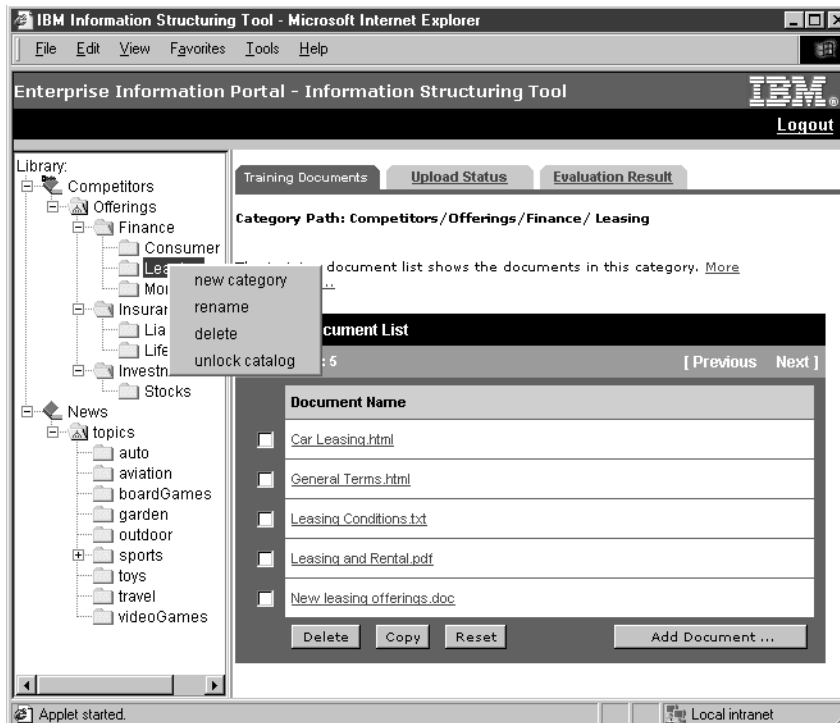 IBM Information Structuring Tool - Microsoft Internet Explorer
File Edit View Favorites Tools Help
Enterprise Information Portal - Information Structuring Tool
IBM®
Logout
Library:
Competitors
Offerings
Finance
Consumer
Mor
Insuran
Lia
Life
Investn
Stocks
News
topics
auto
aviation
boardGames
garden
outdoor
sports
toys
travel
videoGames
new category
rename
delete
unlock catalog
Training Documents Upload Status Evaluation Result
Category Path: Competitors/Offerings/Finance/ Leasing
document list shows the documents in this category. More
...
cument List
: 5 [ Previous Next ]
Document Name
Car Leasing.html
General Terms.html
Leasing Conditions.txt
Leasing and Rental.pdf
New leasing offerings.doc
Delete Copy Reset Add Document ...
Applet started. Local intranet